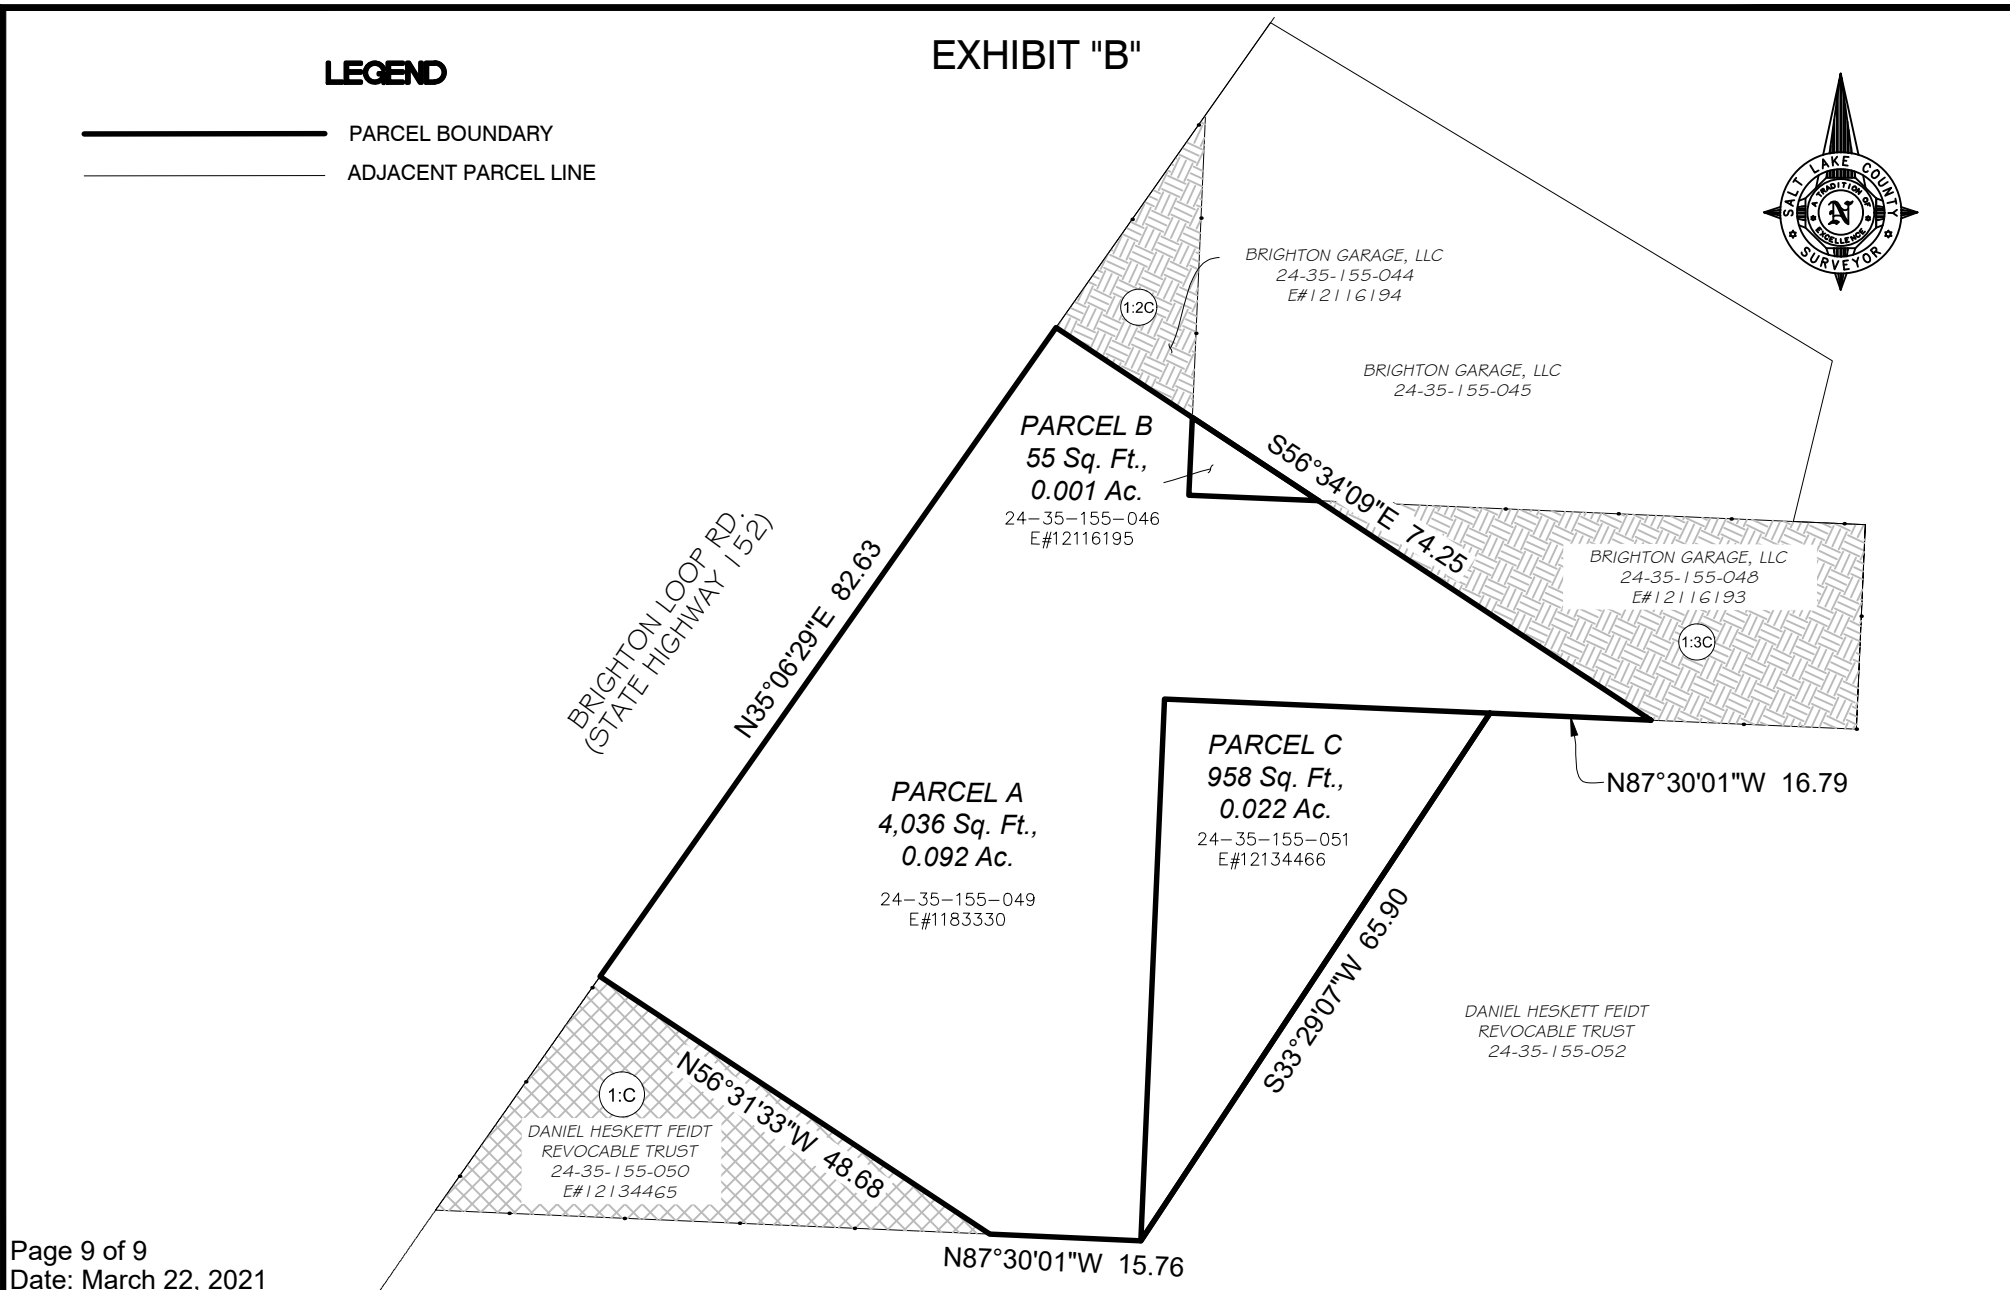 EXHIBIT "B"
LEGEND
PARCEL BOUNDARY
ADJACENT PARCEL LINE
SALT LAKE COUNTY
SURVEYOR
A TRADITION OF
EXCELLENCE
N
BRIGHTON GARAGE, LLC
24-35-155-044
E#12116194
1:2C
BRIGHTON GARAGE, LLC
24-35-155-045
PARCEL B
55 Sq. Ft.,
0.001 Ac.
24-35-155-046
E#12116195
S56°34'09"E 74.25
BRIGHTON LOOP RD.
(STATE HIGHWAY 152)
N35°06'29"E 82.63
BRIGHTON GARAGE, LLC
24-35-155-048
E#12116193
1:3C
PARCEL C
958 Sq. Ft.,
0.022 Ac.
24-35-155-051
E#12134466
N87°30'01"W 16.79
PARCEL A
4,036 Sq. Ft.,
0.092 Ac.
24-35-155-049
E#1183330
S33°29'07"W 65.90
DANIEL HESKETT FEIDT
REVOCABLE TRUST
24-35-155-052
N56°31'33"W 48.68
1:C
DANIEL HESKETT FEIDT
REVOCABLE TRUST
24-35-155-050
E#12134465
N87°30'01"W 15.76
Page 9 of 9
Date: March 22, 2021